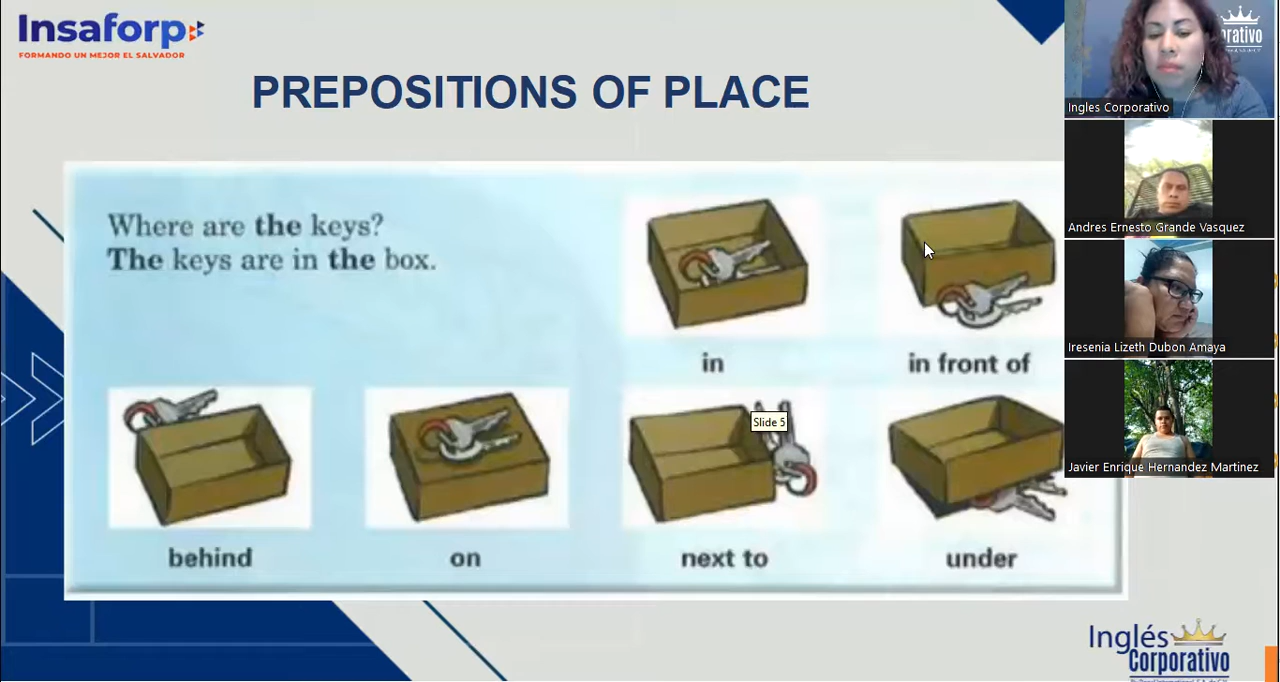 Insaforp
FORMANDO UN MEJOR EL SALVADOR
PREPOSITIONS OF PLACE
Where are the keys?
The keys are in the box.
in
in front of
behind
on
next to
under
Slide 5
rativo
Ingles Corporativo
Andres Ernesto Grande Vasquez
Iresenia Lizeth Dubon Amaya
Javier Enrique Hernandez Martinez
Inglés
Corporativo